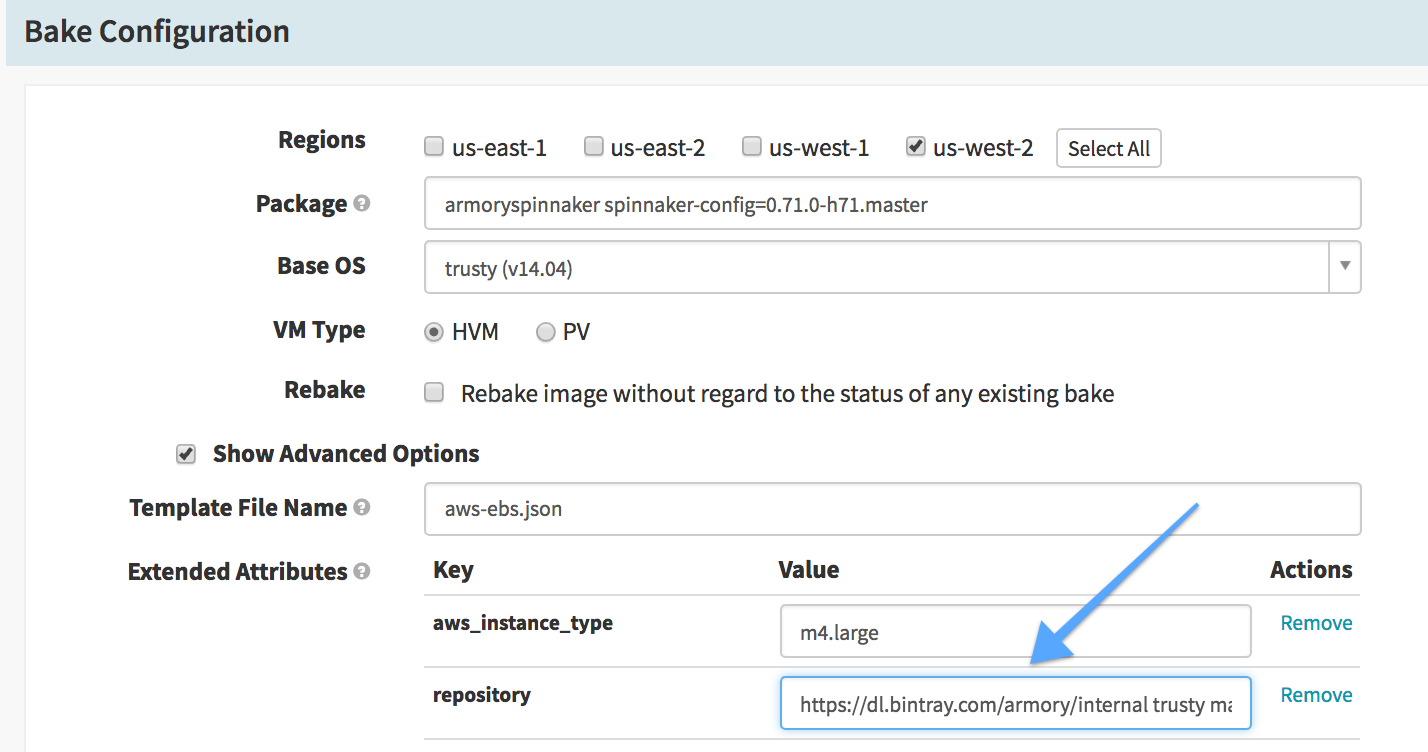 Bake Configuration
Regions us-east-1 us-east-2 us-west-1 us-west-2 Select All
Package ? armoryspinnaker spinnaker-config=0.71.0-h71.master
Base OS trusty (v14.04)
VM Type HVM PV
Rebake Rebake image without regard to the status of any existing bake
Show Advanced Options
Template File Name ? aws-ebs.json
Extended Attributes ? Key Value Actions
aws_instance_type m4.large Remove
repository https://dl.bintray.com/armory/internal trusty Remove